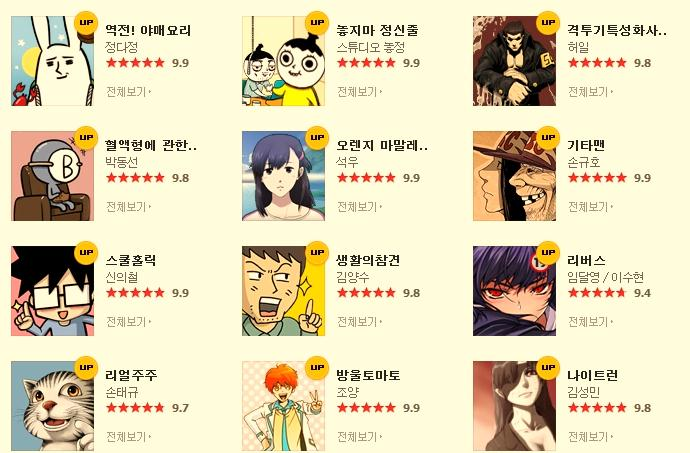 UP
역전! 야매요리
정다정
9.9
전체보기
UP
놓지마 정신줄
스튜디오 놓정
9.9
전체보기
UP
격투기특성화사..
허일
9.8
전체보기
UP
혈액형에 관한..
박동선
9.8
전체보기
B
UP
오렌지 마말레..
석우
9.9
전체보기
UP
기타맨
손규호
9.9
전체보기
UP
스쿨홀릭
신의철
9.9
전체보기
UP
생활의참견
김양수
9.8
전체보기
UP
리버스
임달영 / 이수현
9.4
전체보기
UP
리얼주주
손태규
9.7
전체보기
UP
방울토마토
조양
9.9
전체보기
UP
나이트런
김성민
9.8
전체보기